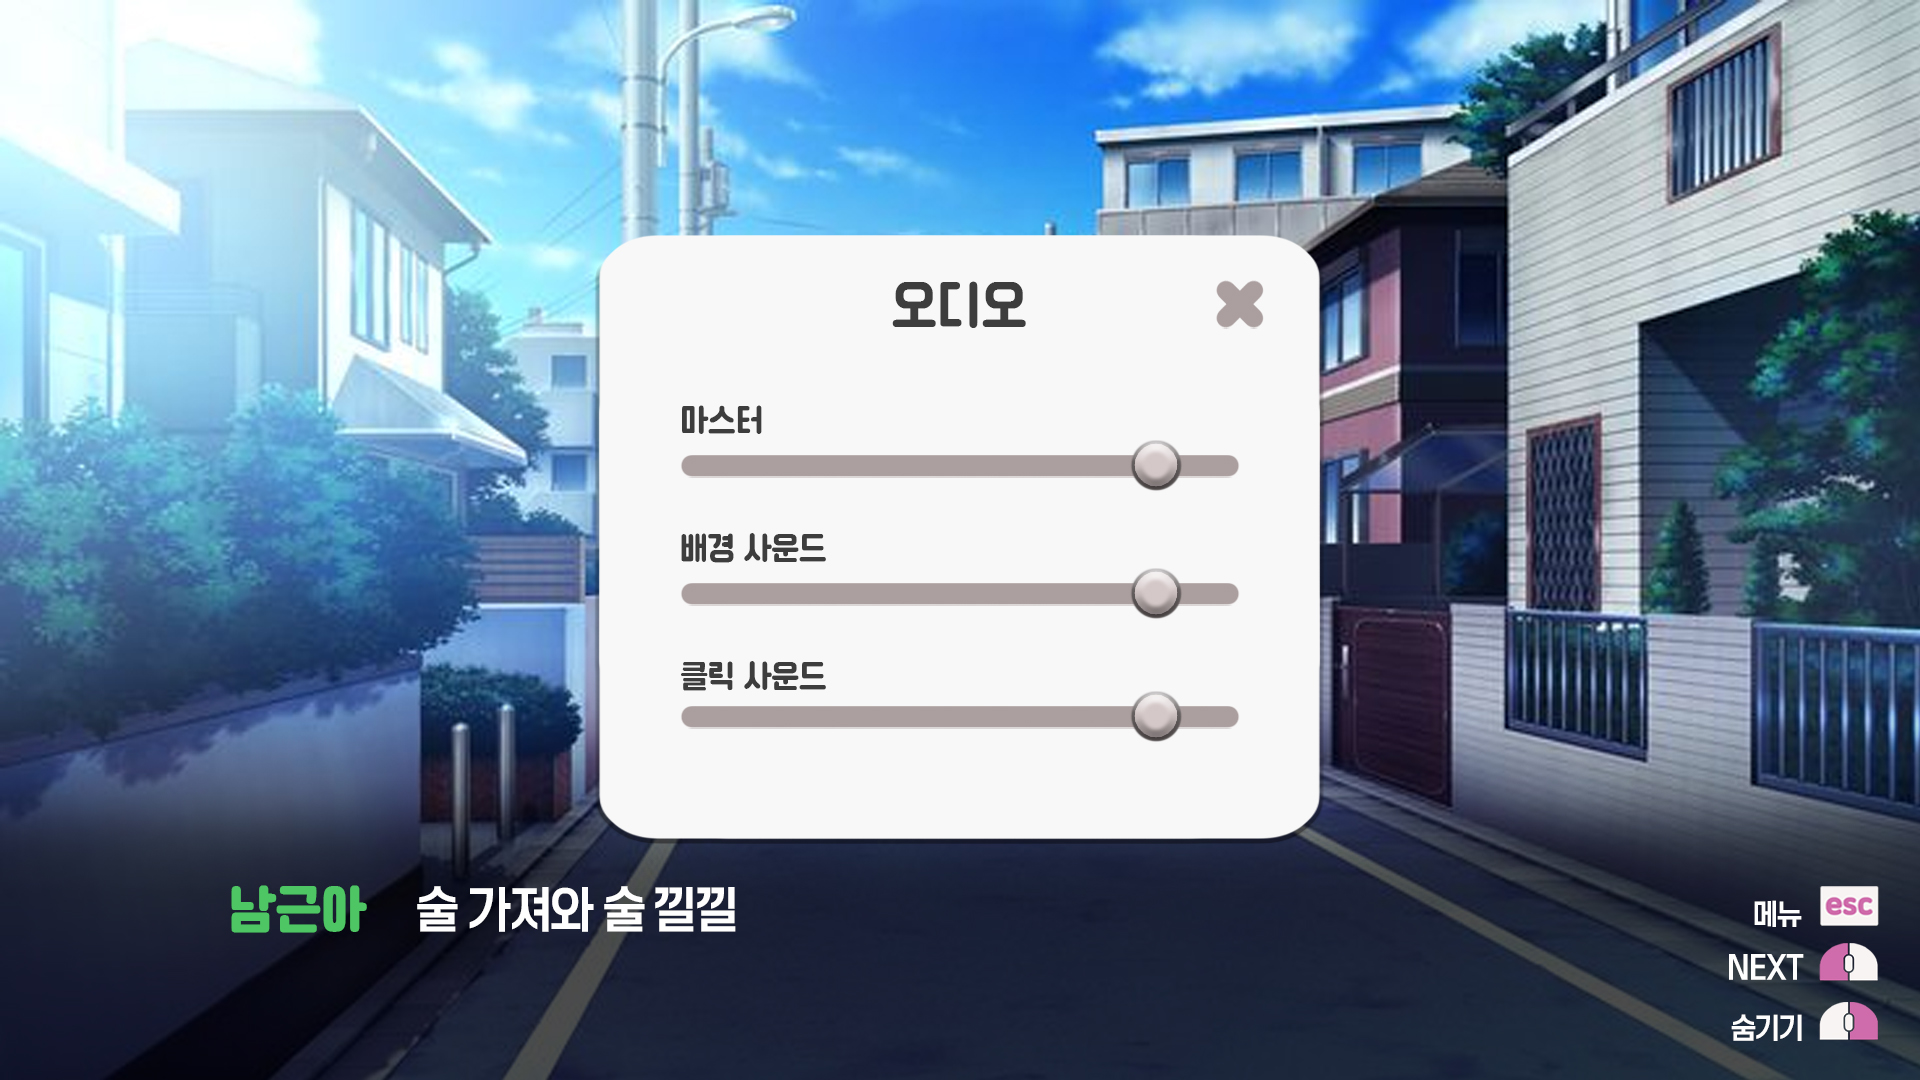 오디오
마스터
배경 사운드
클릭 사운드
남근아 술 가져와 술 낄낄
메뉴 esc
NEXT
숨기기